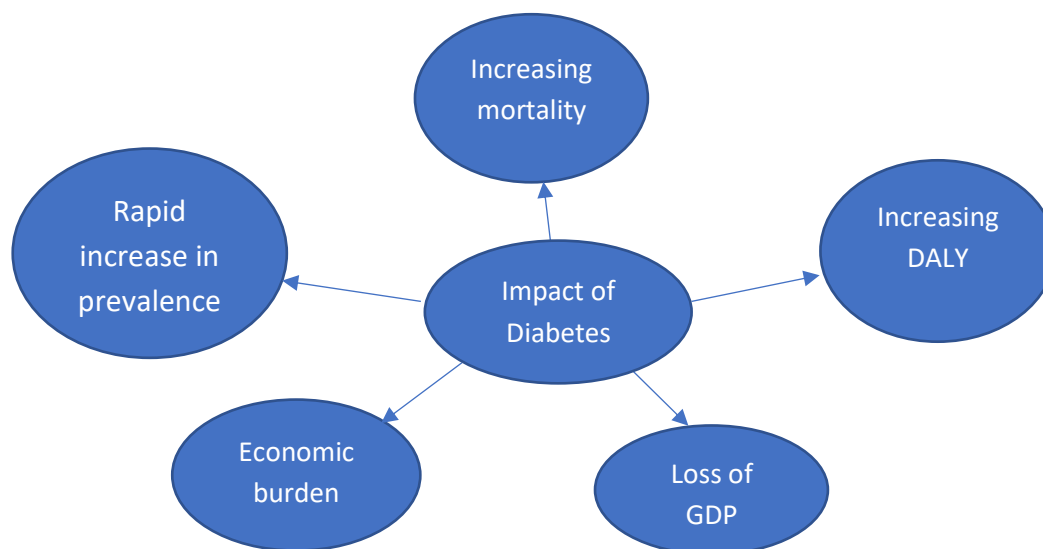 Increasing
mortality
Rapid
increase in
prevalence
Increasing
DALY
Impact of
Diabetes
Economic
burden
Loss of
GDP